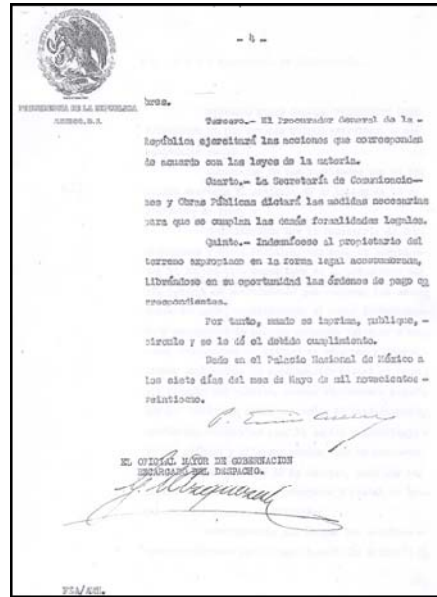 - 4 -
PRESIDENCIA DE LA REPUBLICA
MEXICO, D.F.
bras.
Tercero.- El Procurador General de la -
República ejercitará las acciones que correspondan
de acuerdo con las leyes de la materia.
Cuarto.- La Secretaría de Comunicacio-
nes y Obras Públicas dictará las medidas necesarias
para que se cumplan las demás formalidades legales.
Quinto.- Indemnícese al propietario del
terreno expropiado en la forma legal acostumbrada,
librándose en su oportunidad las órdenes de pago co
rrespondientes.
Por tanto, mando se imprima, publique, -
circule y se le dé el debido cumplimiento.
Dado en el Palacio Nacional de México a
los siete días del mes de Mayo de mil novecientos -
veintiuno.
EL OFICIAL MAYOR DE GOBERNACION
ENCARGADO DEL DESPACHO.